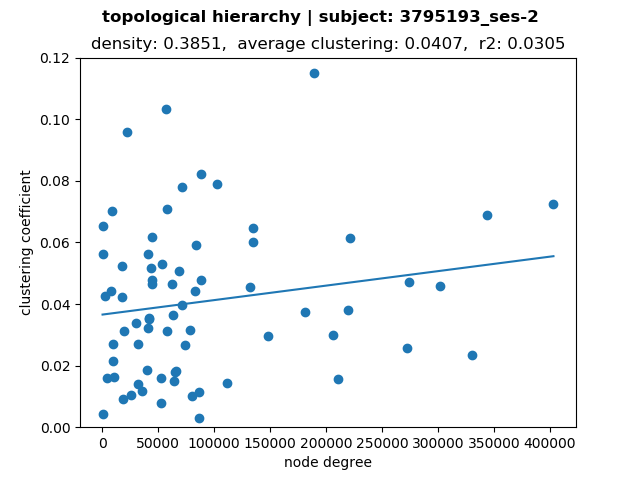 topological hierarchy | subject: 3795193_ses-2
density: 0.3851,  average clustering: 0.0407,  r2: 0.0305
0.12
0.10
0.08
0.06
0.04
0.02
0.00
clustering coefficient
0 50000 100000 150000 200000 250000 300000 350000 400000
node degree